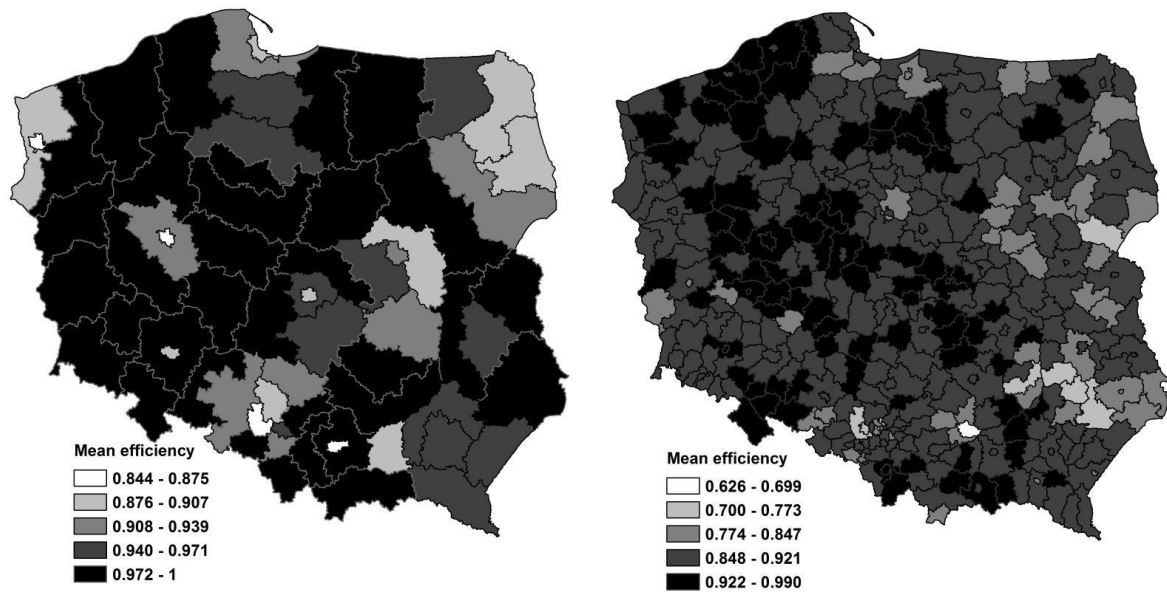 Mean efficiency
0.844 - 0.875
0.876 - 0.907
0.908 - 0.939
0.940 - 0.971
0.972 - 1
Mean efficiency
0.626 - 0.699
0.700 - 0.773
0.774 - 0.847
0.848 - 0.921
0.922 - 0.990